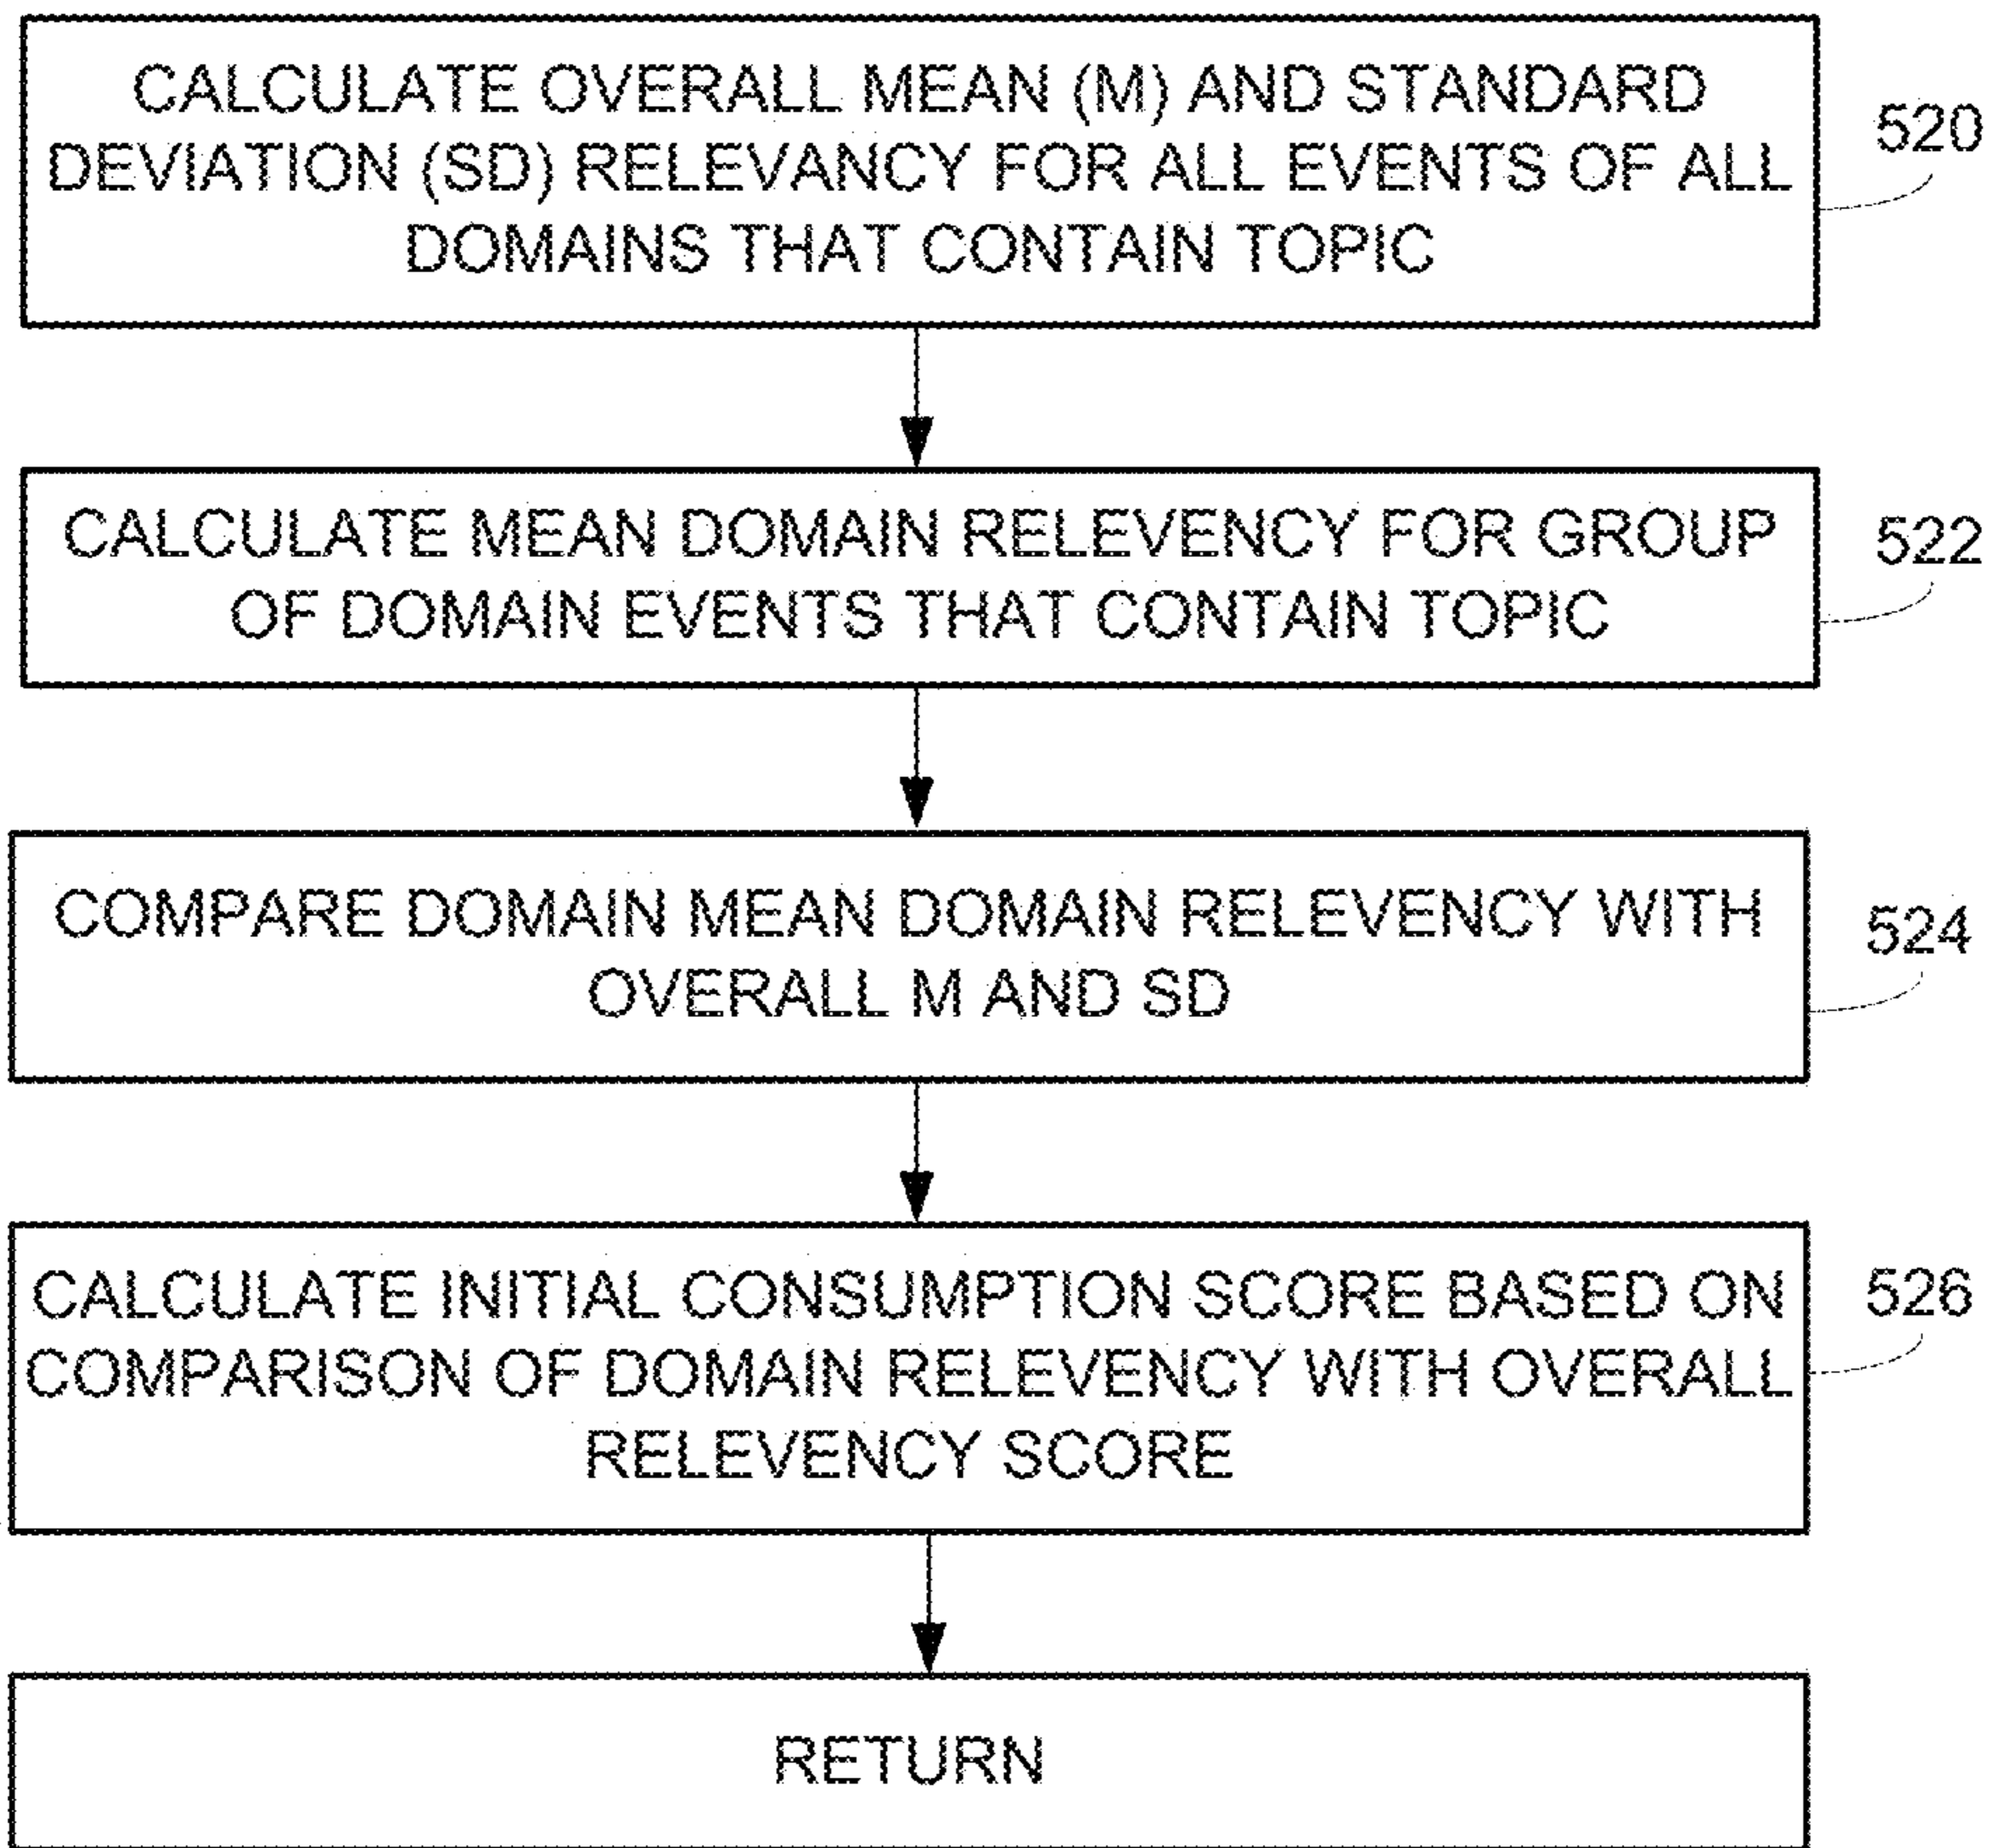 CALCULATE OVERALL MEAN (M) AND STANDARD
DEVIATION (SD) RELEVANCY FOR ALL EVENTS OF ALL
DOMAINS THAT CONTAIN TOPIC
520
CALCULATE MEAN DOMAIN RELEVENCY FOR GROUP
OF DOMAIN EVENTS THAT CONTAIN TOPIC
522
COMPARE DOMAIN MEAN DOMAIN RELEVENCY WITH
OVERALL M AND SD
524
CALCULATE INITIAL CONSUMPTION SCORE BASED ON
COMPARISON OF DOMAIN RELEVENCY WITH OVERALL
RELEVENCY SCORE
526
RETURN